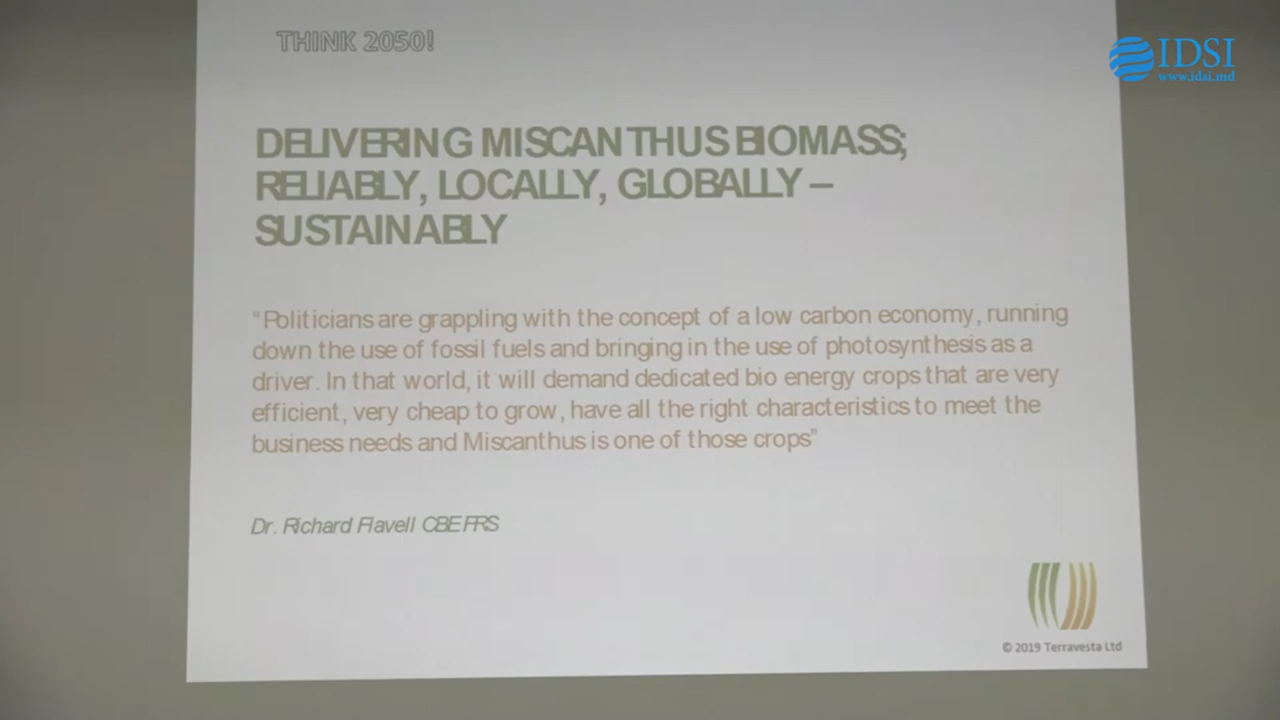 THINK 2050!
IDSI
www.idsi.md
DELIVERING MISCANTHUS BIOMASS;
RELIABLY, LOCALLY, GLOBALLY –
SUSTAINABLY
“Politicians are grappling with the concept of a low carbon economy, running
down the use of fossil fuels and bringing in the use of photosynthesis as a
driver. In that world, it will demand dedicated bio energy crops that are very
efficient, very cheap to grow, have all the right characteristics to meet the
business needs and Miscanthus is one of those crops”
Dr. Richard Flavell CBE FRS
© 2019 Terravesta Ltd